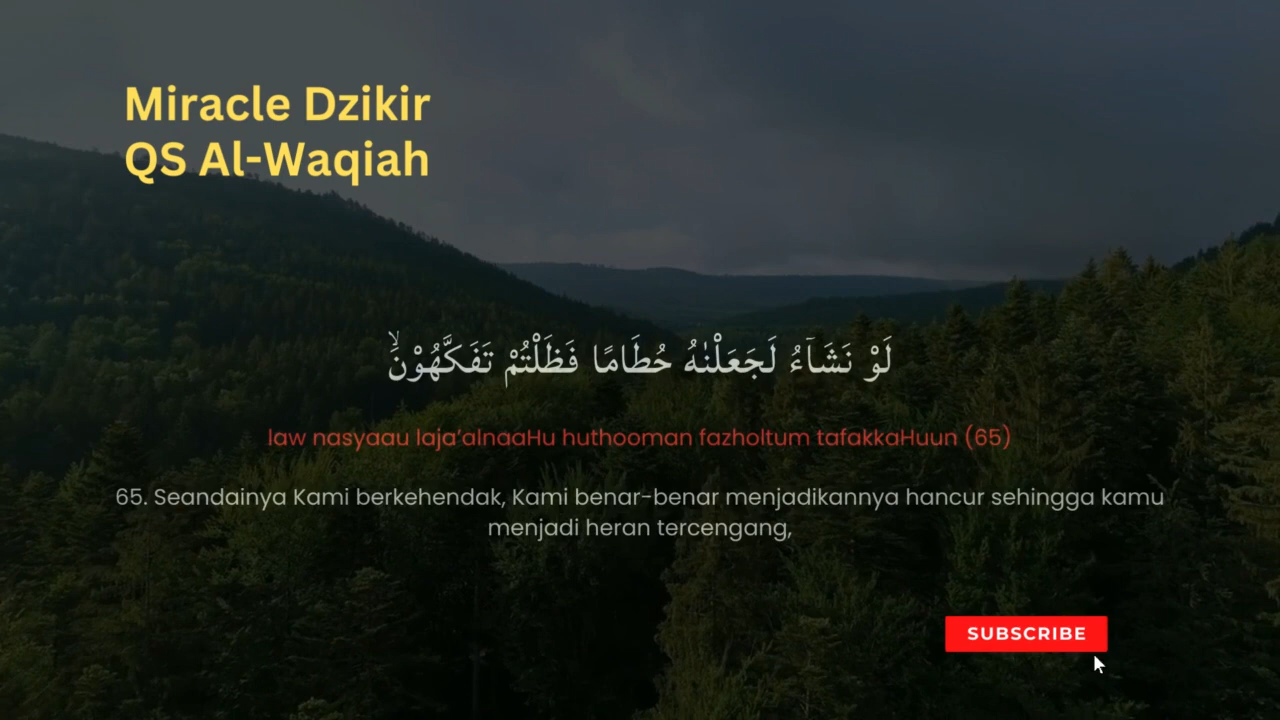 Miracle Dzikir
QS Al-Waqiah
لَوْ نَشَاۤءُ لَجَعَلْنٰهُ حُطَامًا فَظَلْتُمْ تَفَكَّهُوْنَۙ
law nasyaau laja’alnaaHu huthooman fazholtum tafakkaHuun (65)
65. Seandainya Kami berkehendak, Kami benar-benar menjadikannya hancur sehingga kamu
menjadi heran tercengang,
SUBSCRIBE